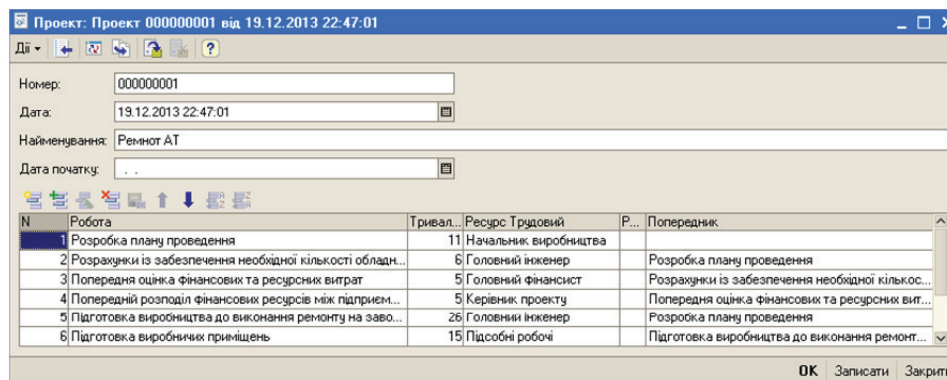 Проект: Проект 000000001 від 19.12.2013 22:47:01
Дії
Номер: 000000001
Дата: 19.12.2013 22:47:01
Найменування: Ремнот АТ
Дата початку: . .
N Робота Тривал... Ресурс Трудовий Р... Попередник
1 Розробка плану проведення 11 Начальник виробництва
2 Розрахунки із забезпечення необхідної кількості обладн... 6 Головний інженер Розробка плану проведення
3 Попередня оцінка фінансових та ресурсних витрат 5 Головний фінансист Розрахунки із забезпечення необхідної кількос...
4 Попередній розподіл фінансових ресурсів між підприєм... 5 Керівник проекту Попередня оцінка фінансових та ресурсних вит...
5 Підготовка виробництва до виконання ремонту на заво... 26 Головний інженер Розробка плану проведення
6 Підготовка виробничих приміщень 15 Підсобні робочі Підготовка виробництва до виконання ремонт...
OK Записати Закрит